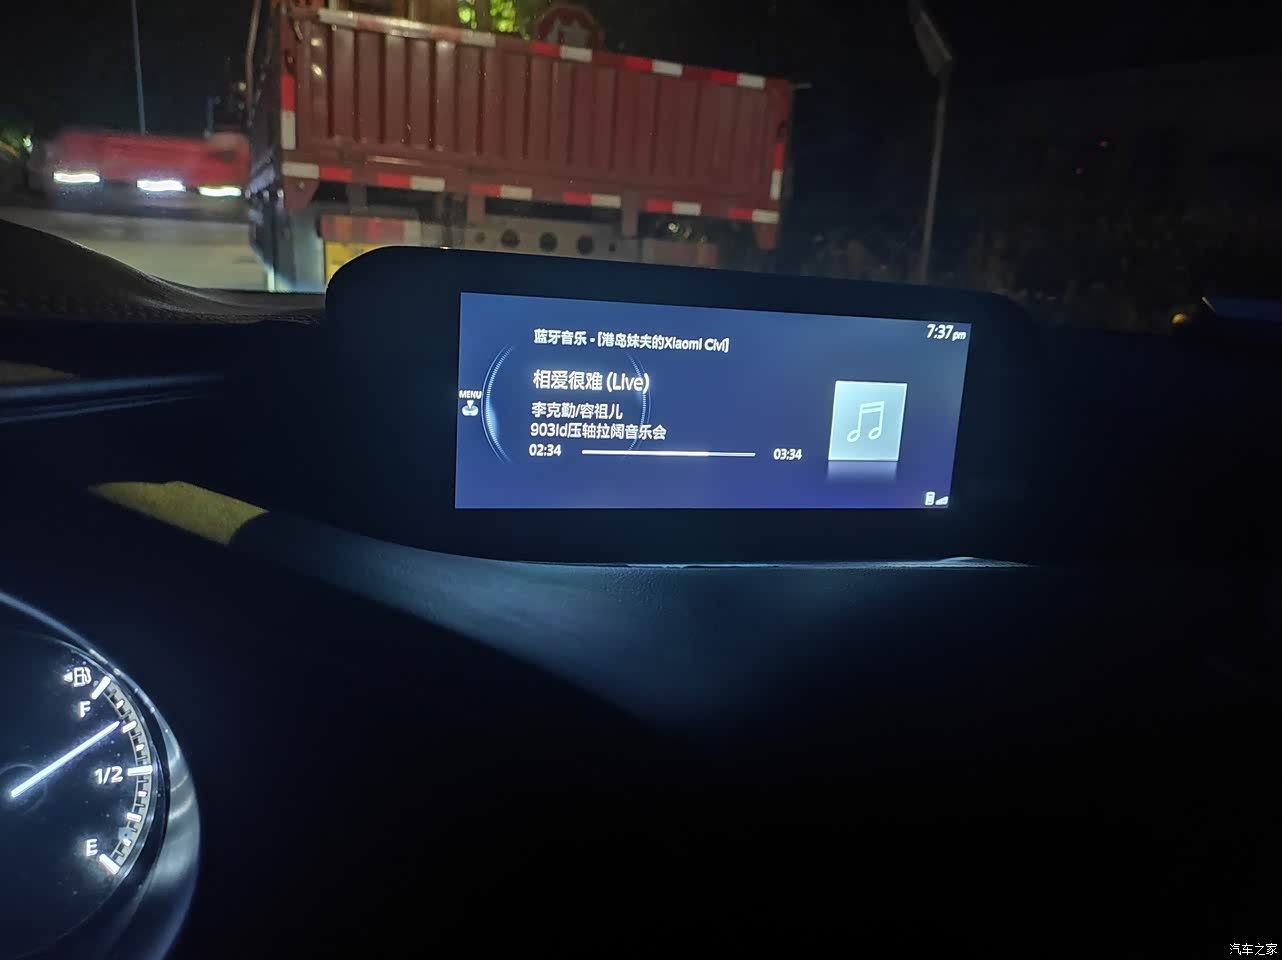 7:37pm
蓝牙音乐 - [港岛妹夫的Xiaomi Civi]
MENU
相爱很难 (Live)
李克勤/容祖儿
903id压轴拉阔音乐会
02:34 03:34
F
1/2
E
汽车之家